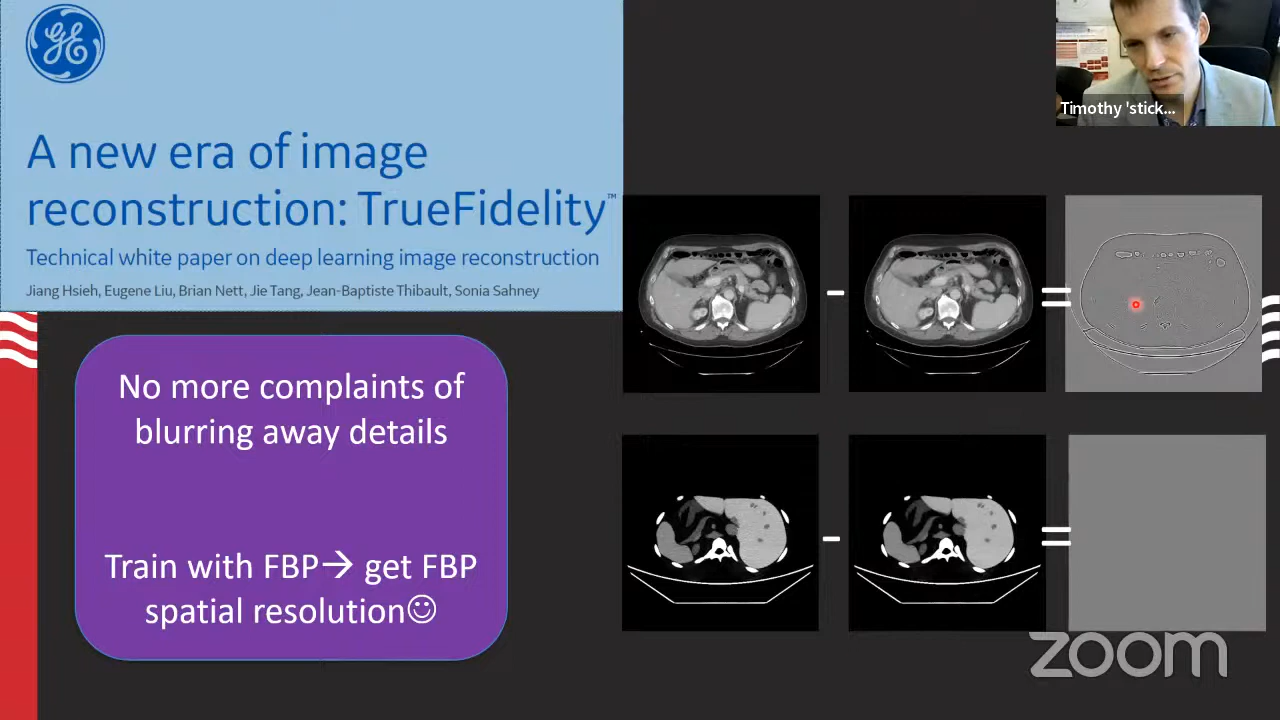 GE
A new era of image
reconstruction: TrueFidelity™
Technical white paper on deep learning image reconstruction
Jiang Hsieh, Eugene Liu, Brian Nett, Jie Tang, Jean-Baptiste Thibault, Sonia Sahney
Timothy 'stick...
- =
No more complaints of
blurring away details
Train with FBP→ get FBP
spatial resolution☺
- =
zoom